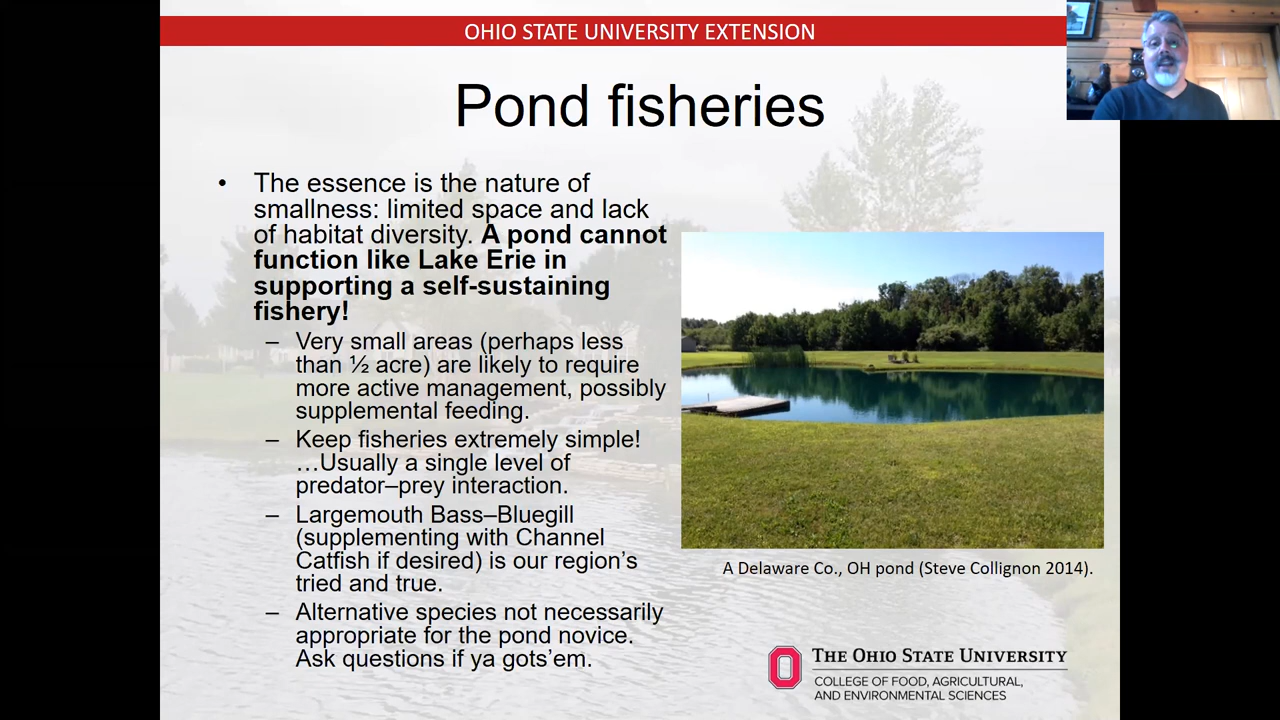 OHIO STATE UNIVERSITY EXTENSION
Pond fisheries
• The essence is the nature of
smallness: limited space and lack
of habitat diversity. A pond cannot
function like Lake Erie in
supporting a self-sustaining
fishery!
– Very small areas (perhaps less
than ½ acre) are likely to require
more active management, possibly
supplemental feeding.
– Keep fisheries extremely simple!
…Usually a single level of
predator–prey interaction.
– Largemouth Bass–Bluegill
(supplementing with Channel
Catfish if desired) is our region’s
tried and true.
– Alternative species not necessarily
appropriate for the pond novice.
Ask questions if ya gots’em.
A Delaware Co., OH pond (Steve Collignon 2014).
THE OHIO STATE UNIVERSITY
COLLEGE OF FOOD, AGRICULTURAL,
AND ENVIRONMENTAL SCIENCES